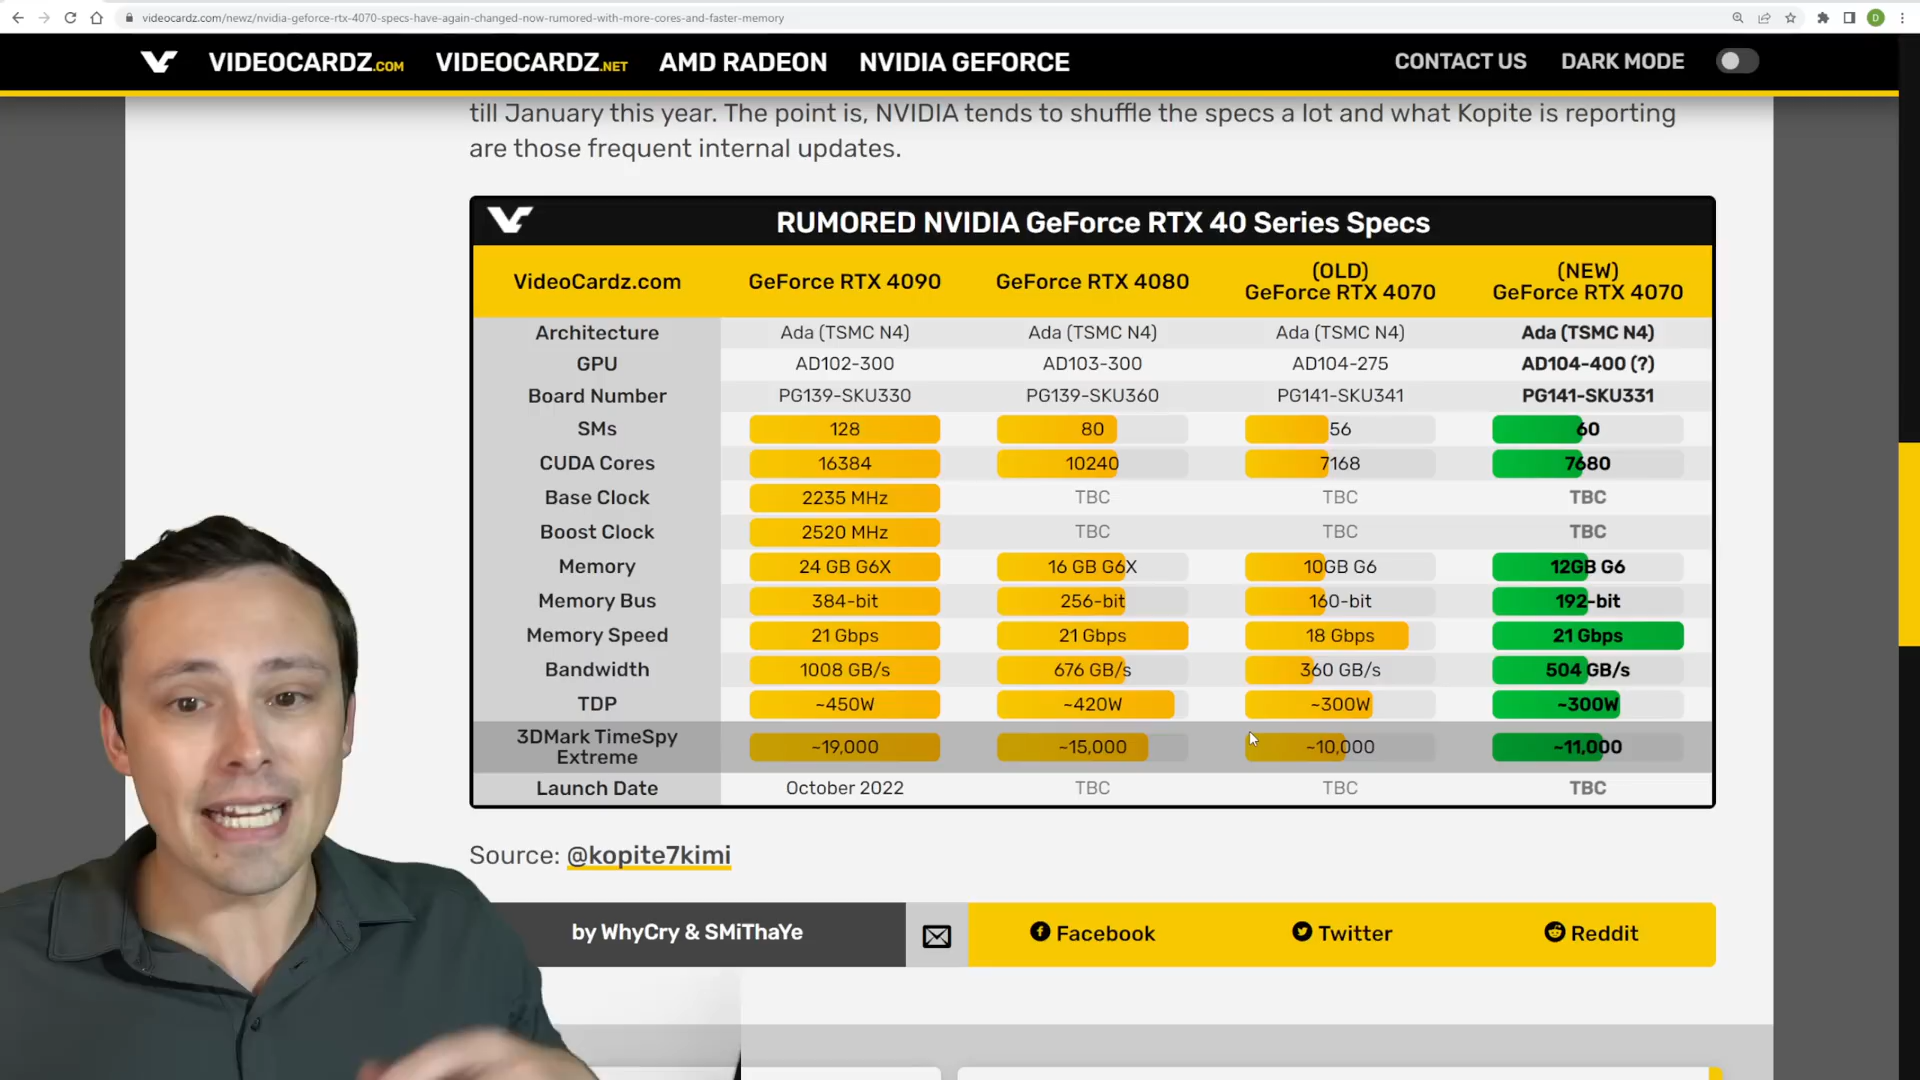 videocardz.com/newz/nvidia-geforce-rtx-4070-specs-have-again-changed-now-rumored-with-more-cores-and-faster-memory
D
VIDEOCARDZ.COM VIDEOCARDZ.NET AMD RADEON NVIDIA GEFORCE CONTACT US DARK MODE
till January this year. The point is, NVIDIA tends to shuffle the specs a lot and what Kopite is reporting
are those frequent internal updates.
RUMORED NVIDIA GeForce RTX 40 Series Specs
VideoCardz.com GeForce RTX 4090 GeForce RTX 4080 (OLD) GeForce RTX 4070 (NEW) GeForce RTX 4070
Architecture Ada (TSMC N4) Ada (TSMC N4) Ada (TSMC N4) Ada (TSMC N4)
GPU AD102-300 AD103-300 AD104-275 AD104-400 (?)
Board Number PG139-SKU330 PG139-SKU360 PG141-SKU341 PG141-SKU331
SMs 128 80 56 60
CUDA Cores 16384 10240 7168 7680
Base Clock 2235 MHz TBC TBC TBC
Boost Clock 2520 MHz TBC TBC TBC
Memory 24 GB G6X 16 GB G6X 10GB G6 12GB G6
Memory Bus 384-bit 256-bit 160-bit 192-bit
Memory Speed 21 Gbps 21 Gbps 18 Gbps 21 Gbps
Bandwidth 1008 GB/s 676 GB/s 360 GB/s 504 GB/s
TDP ~450W ~420W ~300W ~300W
3DMark TimeSpy Extreme ~19,000 ~15,000 ~10,000 ~11,000
Launch Date October 2022 TBC TBC TBC
Source: @kopite7kimi
by WhyCry & SMiThaYe Facebook Twitter Reddit